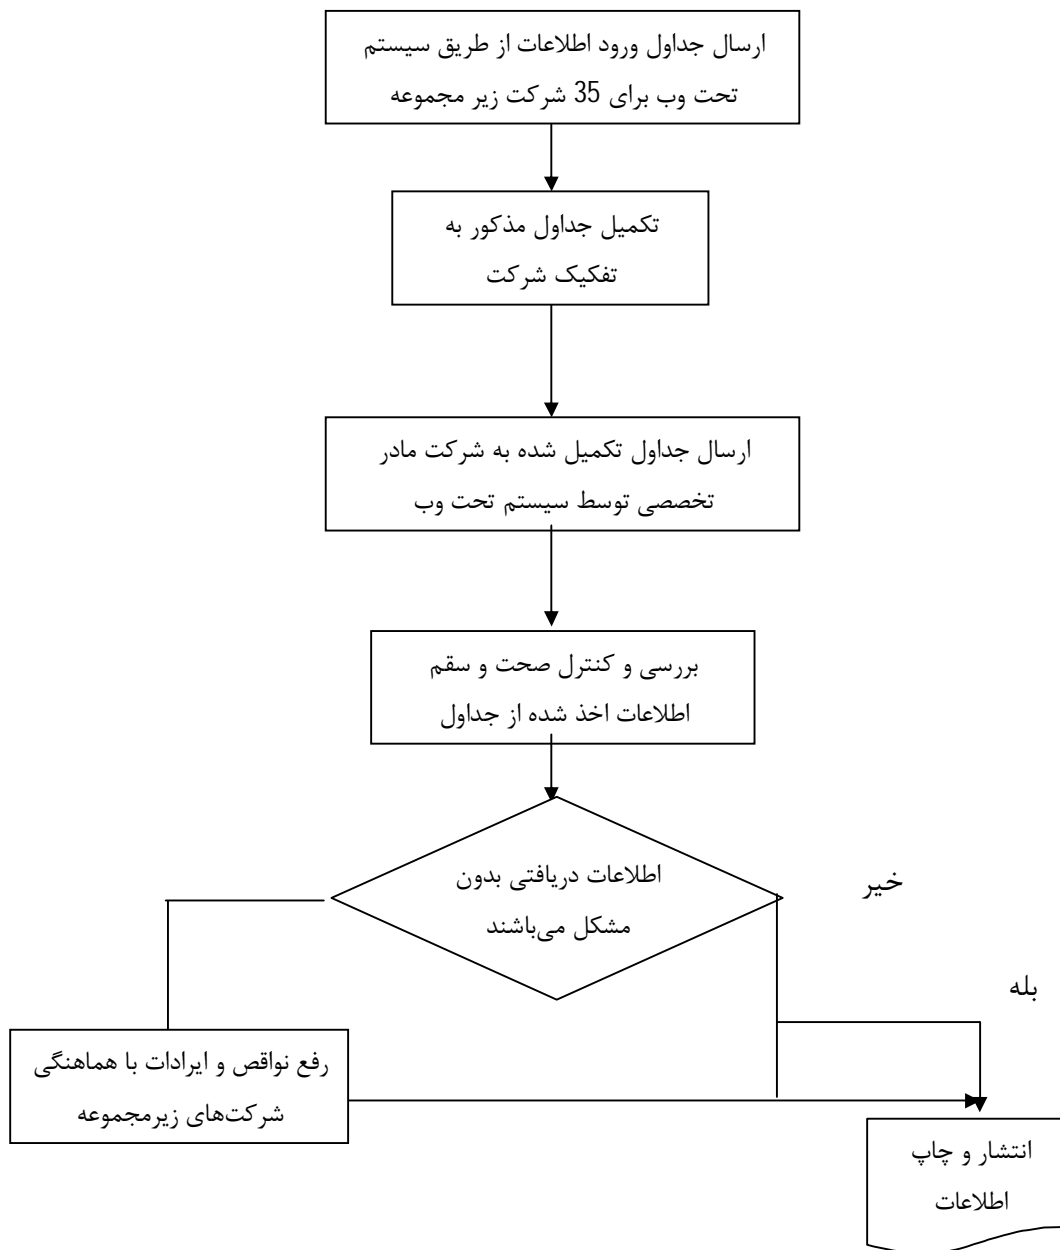 ارسال جداول ورود اطلاعات از طریق سیستم
تحت وب برای 35 شرکت زیر مجموعه
تکمیل جداول مذکور به
تفکیک شرکت
ارسال جداول تکمیل شده به شرکت مادر
تخصصی توسط سیستم تحت وب
بررسی و کنترل صحت و سقم
اطلاعات اخذ شده از جداول
اطلاعات دریافتی بدون
مشکل می‌باشند
خیر
بله
رفع نواقص و ایرادات با هماهنگی
شرکت‌های زیرمجموعه
انتشار و چاپ
اطلاعات